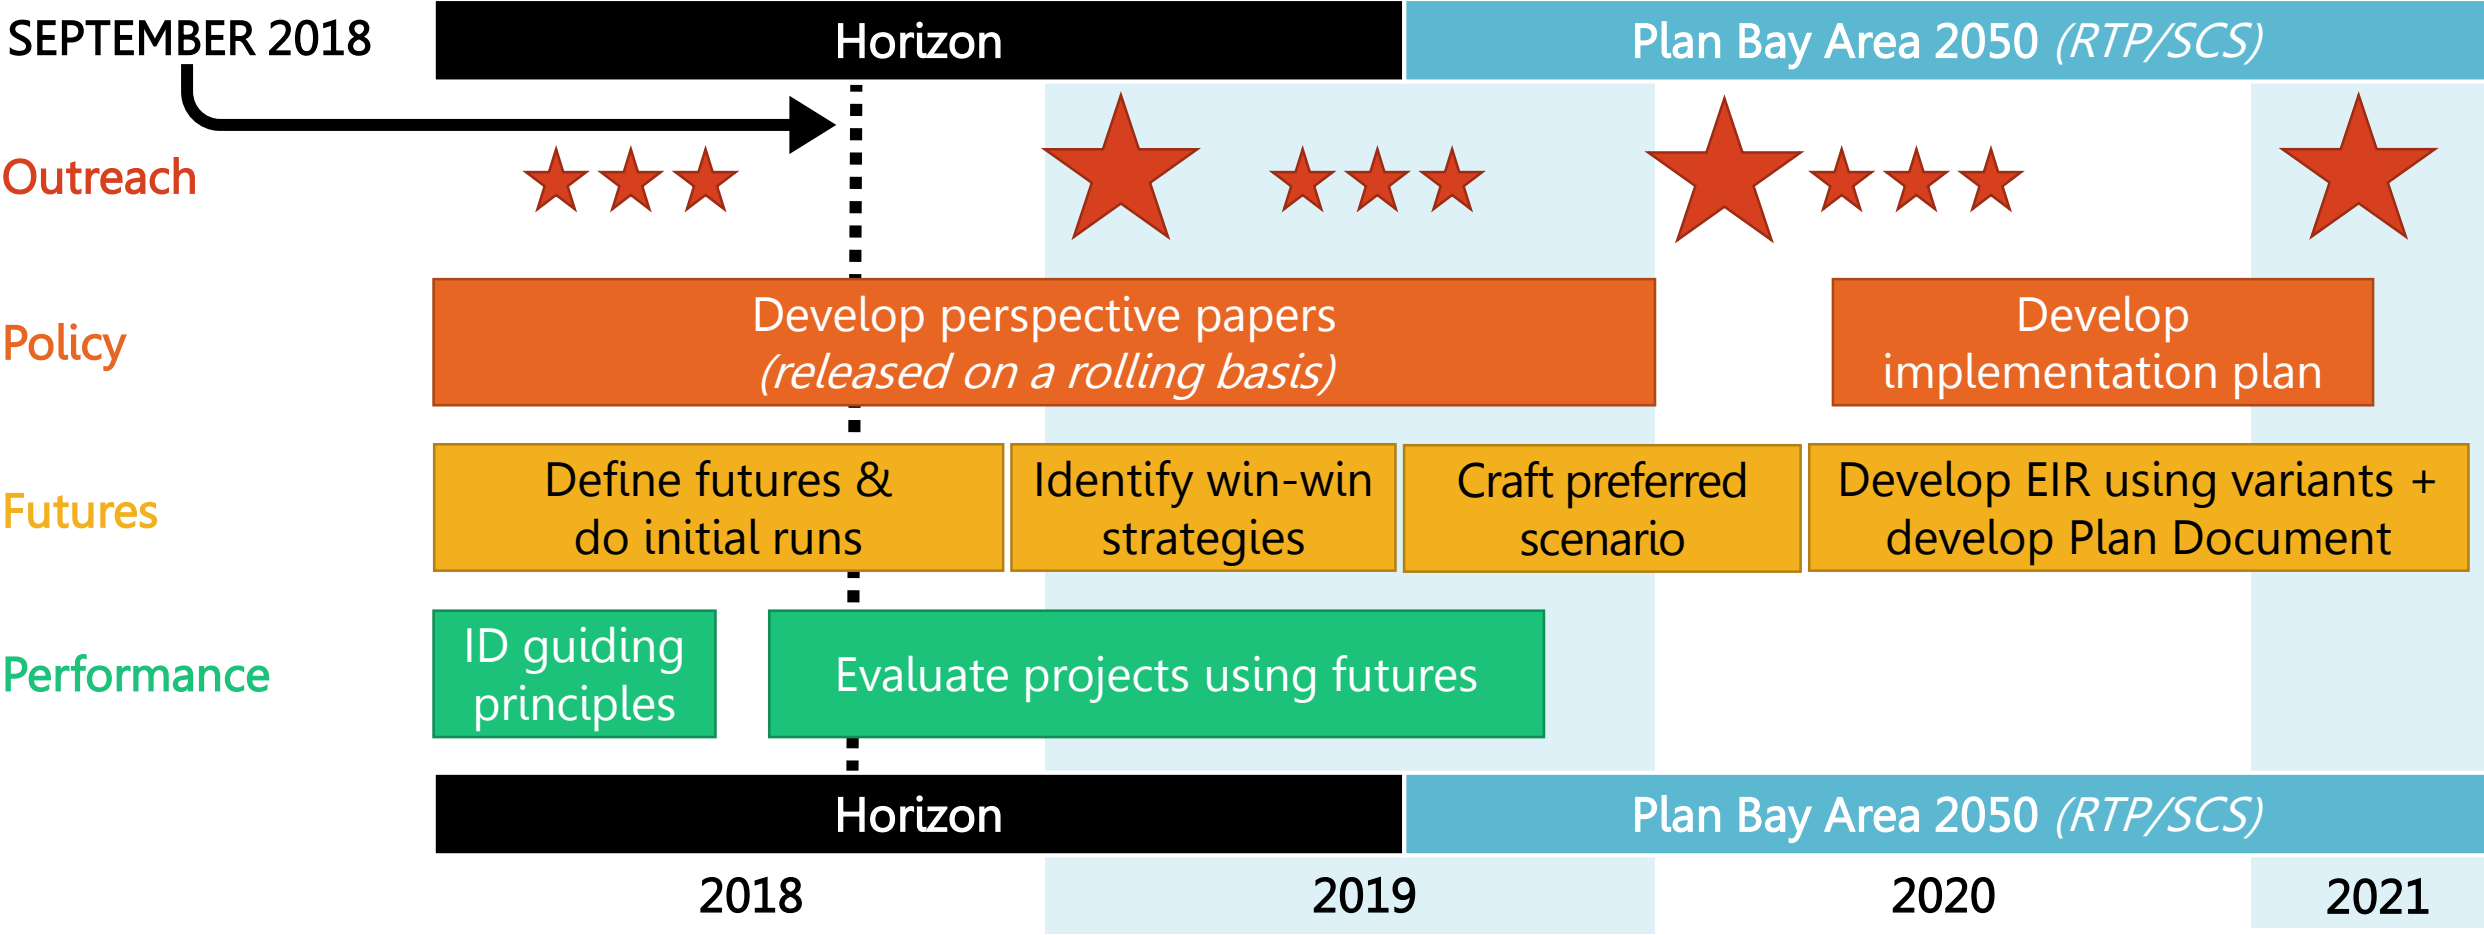 SEPTEMBER 2018
Horizon
Plan Bay Area 2050 (RTP/SCS)
Outreach
Policy
Develop perspective papers
(released on a rolling basis)
Develop
implementation plan
Futures
Define futures &
do initial runs
Identify win-win
strategies
Craft preferred
scenario
Develop EIR using variants +
develop Plan Document
Performance
ID guiding
principles
Evaluate projects using futures
Horizon
Plan Bay Area 2050 (RTP/SCS)
2018
2019
2020
2021